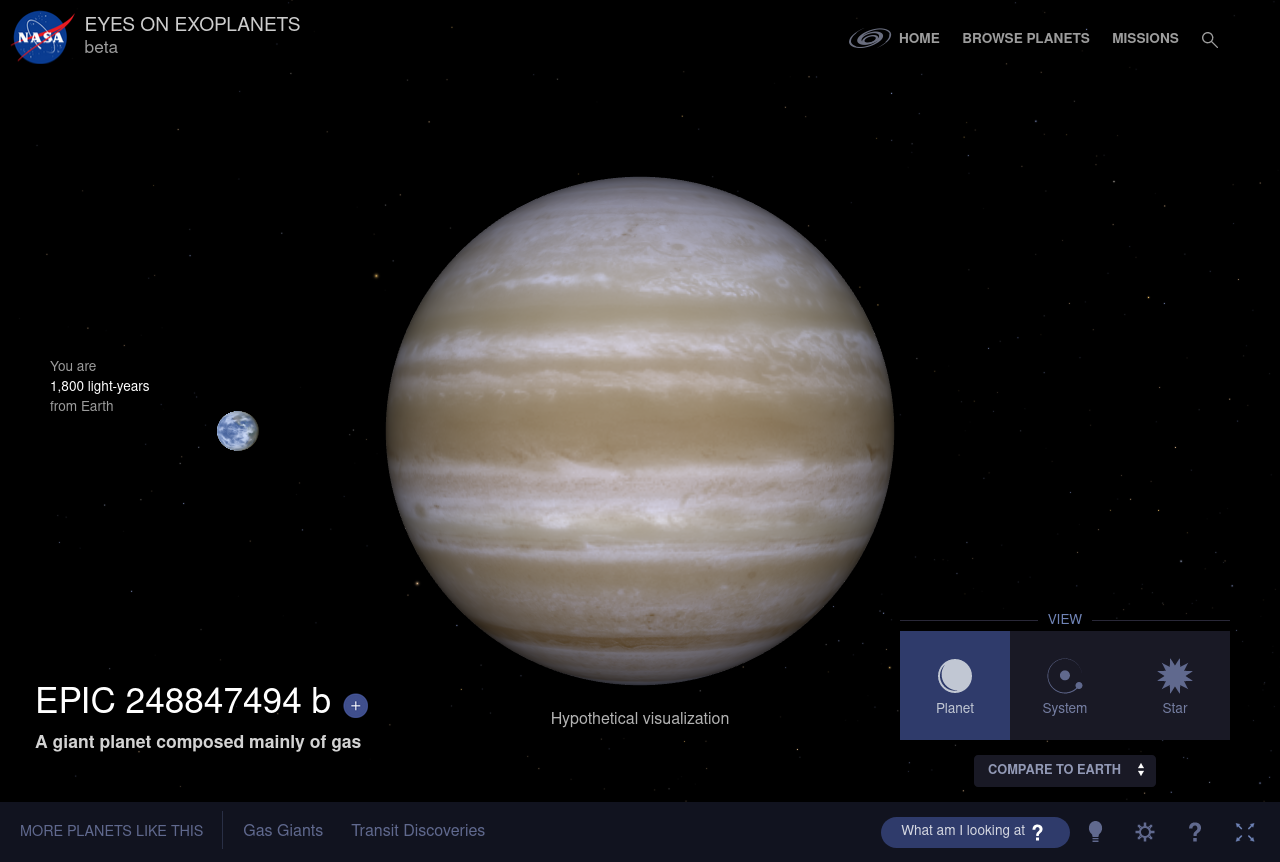 NASA
EYES ON EXOPLANETS
beta
HOME
BROWSE PLANETS
MISSIONS
You are
1,800 light-years
from Earth
EPIC 248847494 b +
A giant planet composed mainly of gas
Hypothetical visualization
VIEW
Planet
System
Star
COMPARE TO EARTH
MORE PLANETS LIKE THIS
Gas Giants
Transit Discoveries
What am I looking at ?
?